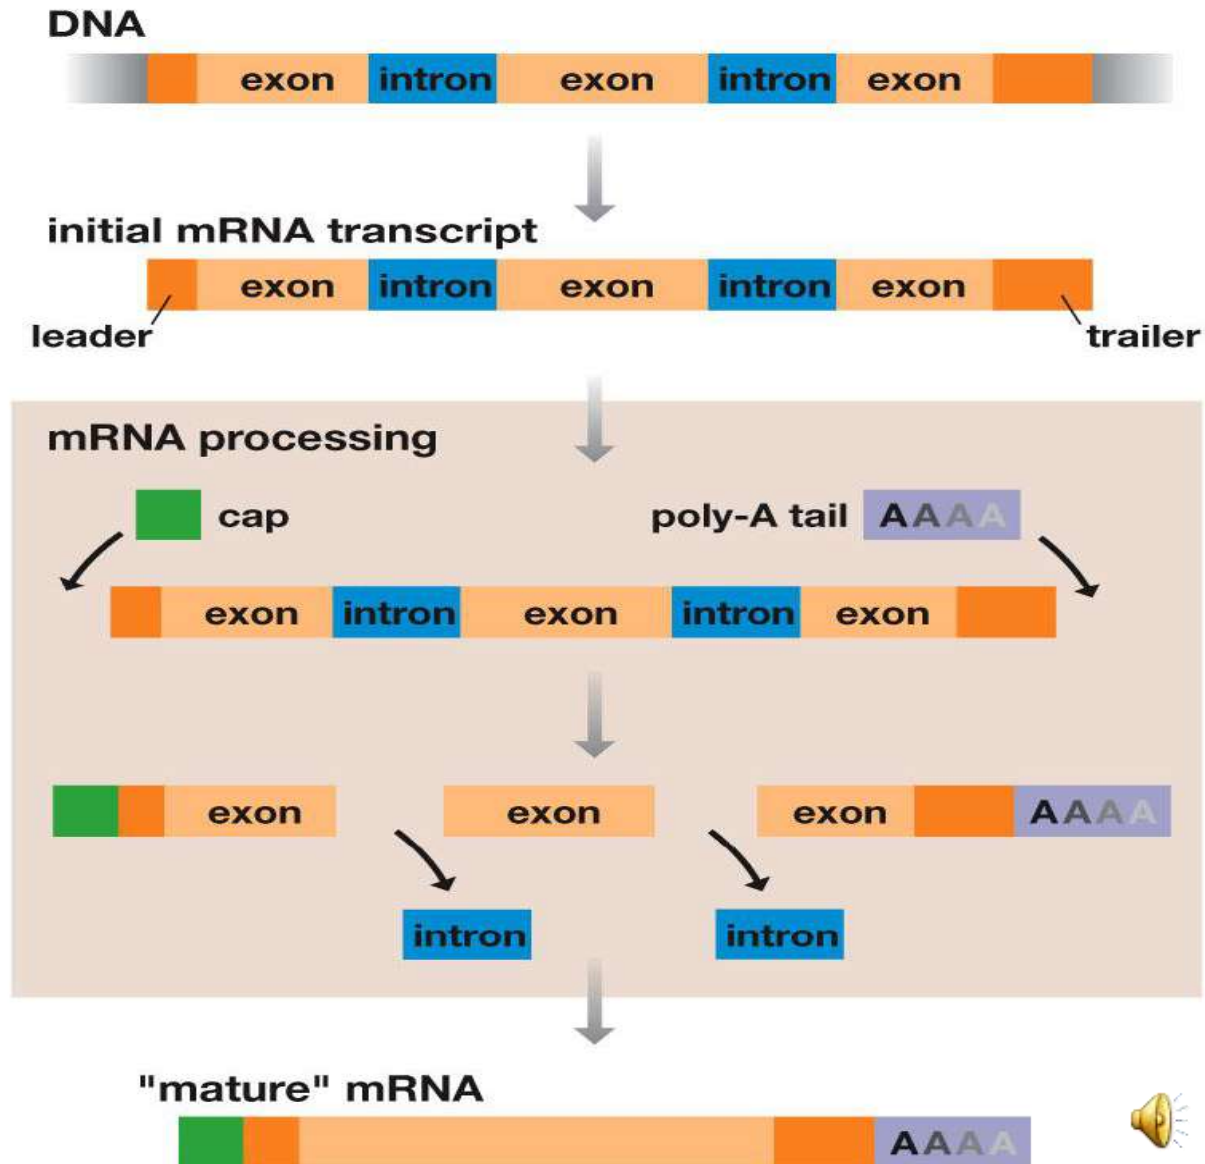 DNA
exon intron exon intron exon
initial mRNA transcript
exon intron exon intron exon
leader trailer
mRNA processing
cap poly-A tail AAAA
exon intron exon intron exon
exon exon exon AAAA
intron intron
"mature" mRNA
AAAA